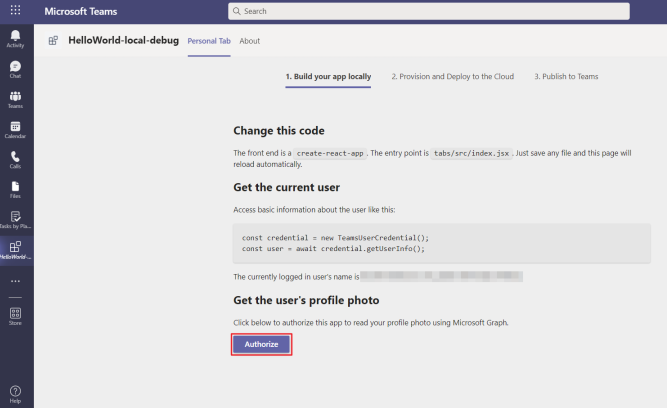 Microsoft Teams
Search
Activity
Chat
Teams
Calendar
Calls
Files
Tasks by Pla...
HelloWorld-...
...
Store
Help
HelloWorld-local-debug
Personal Tab
About
1. Build your app locally
2. Provision and Deploy to the Cloud
3. Publish to Teams
Change this code
The front end is a create-react-app. The entry point is tabs/src/index.jsx. Just save any file and this page will
reload automatically.
Get the current user
Access basic information about the user like this:
const credential = new TeamsUserCredential();
const user = await credential.getUserInfo();
The currently logged in user's name is
Get the user's profile photo
Click below to authorize this app to read your profile photo using Microsoft Graph.
Authorize